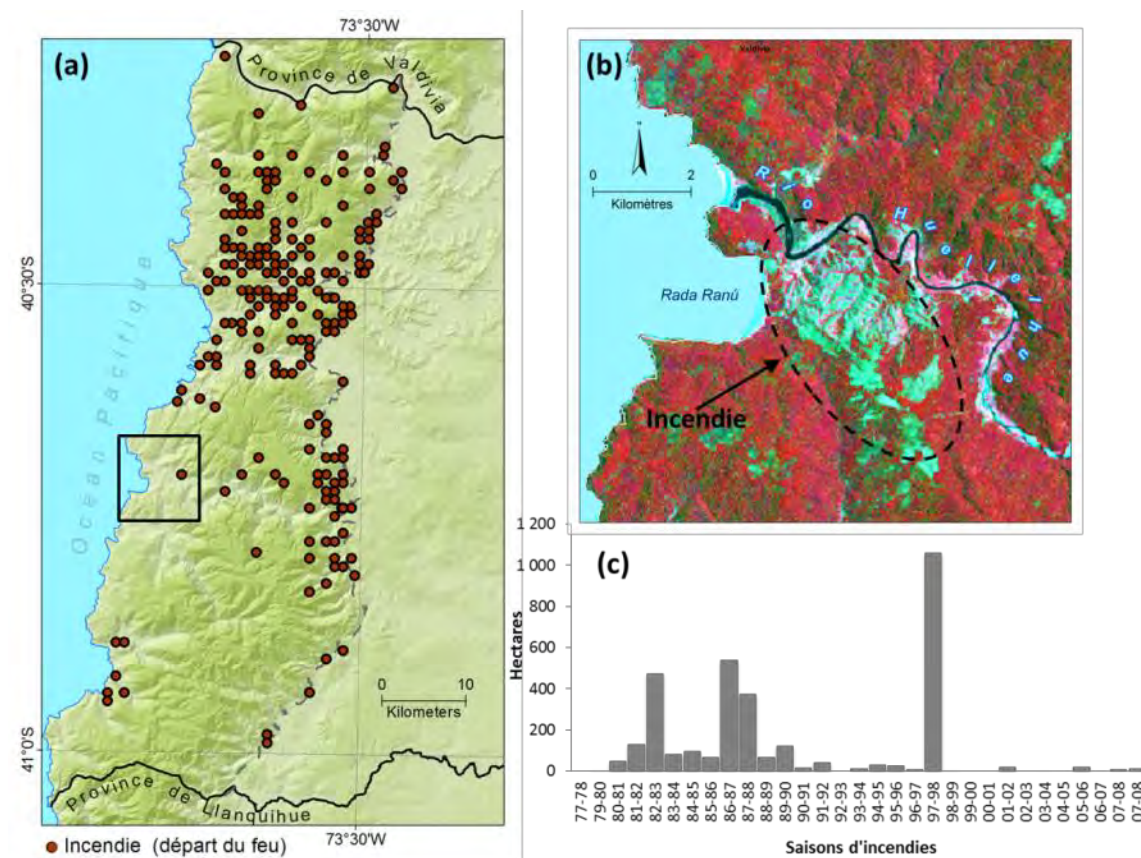 73°30'W
(a)
Province de Valdivia
40°30'S
Océan Pacifique
0 10
Kilometers
41°0'S
Province de Llanquihue
73°30'W
Incendie (départ du feu)
(b)
0 2
Kilomètres
Río Huellelhue
Rada Ranú
Incendie
(c)
Hectares
1 200
1 000
800
600
400
200
0
77-78
79-80
80-81
81-82
82-83
83-84
84-85
85-86
86-87
87-88
88-89
89-90
90-91
91-92
92-93
93-94
94-95
95-96
96-97
97-98
98-99
99-00
00-01
01-02
02-03
03-04
04-05
05-06
06-07
07-08
07-08
Saisons d'incendies